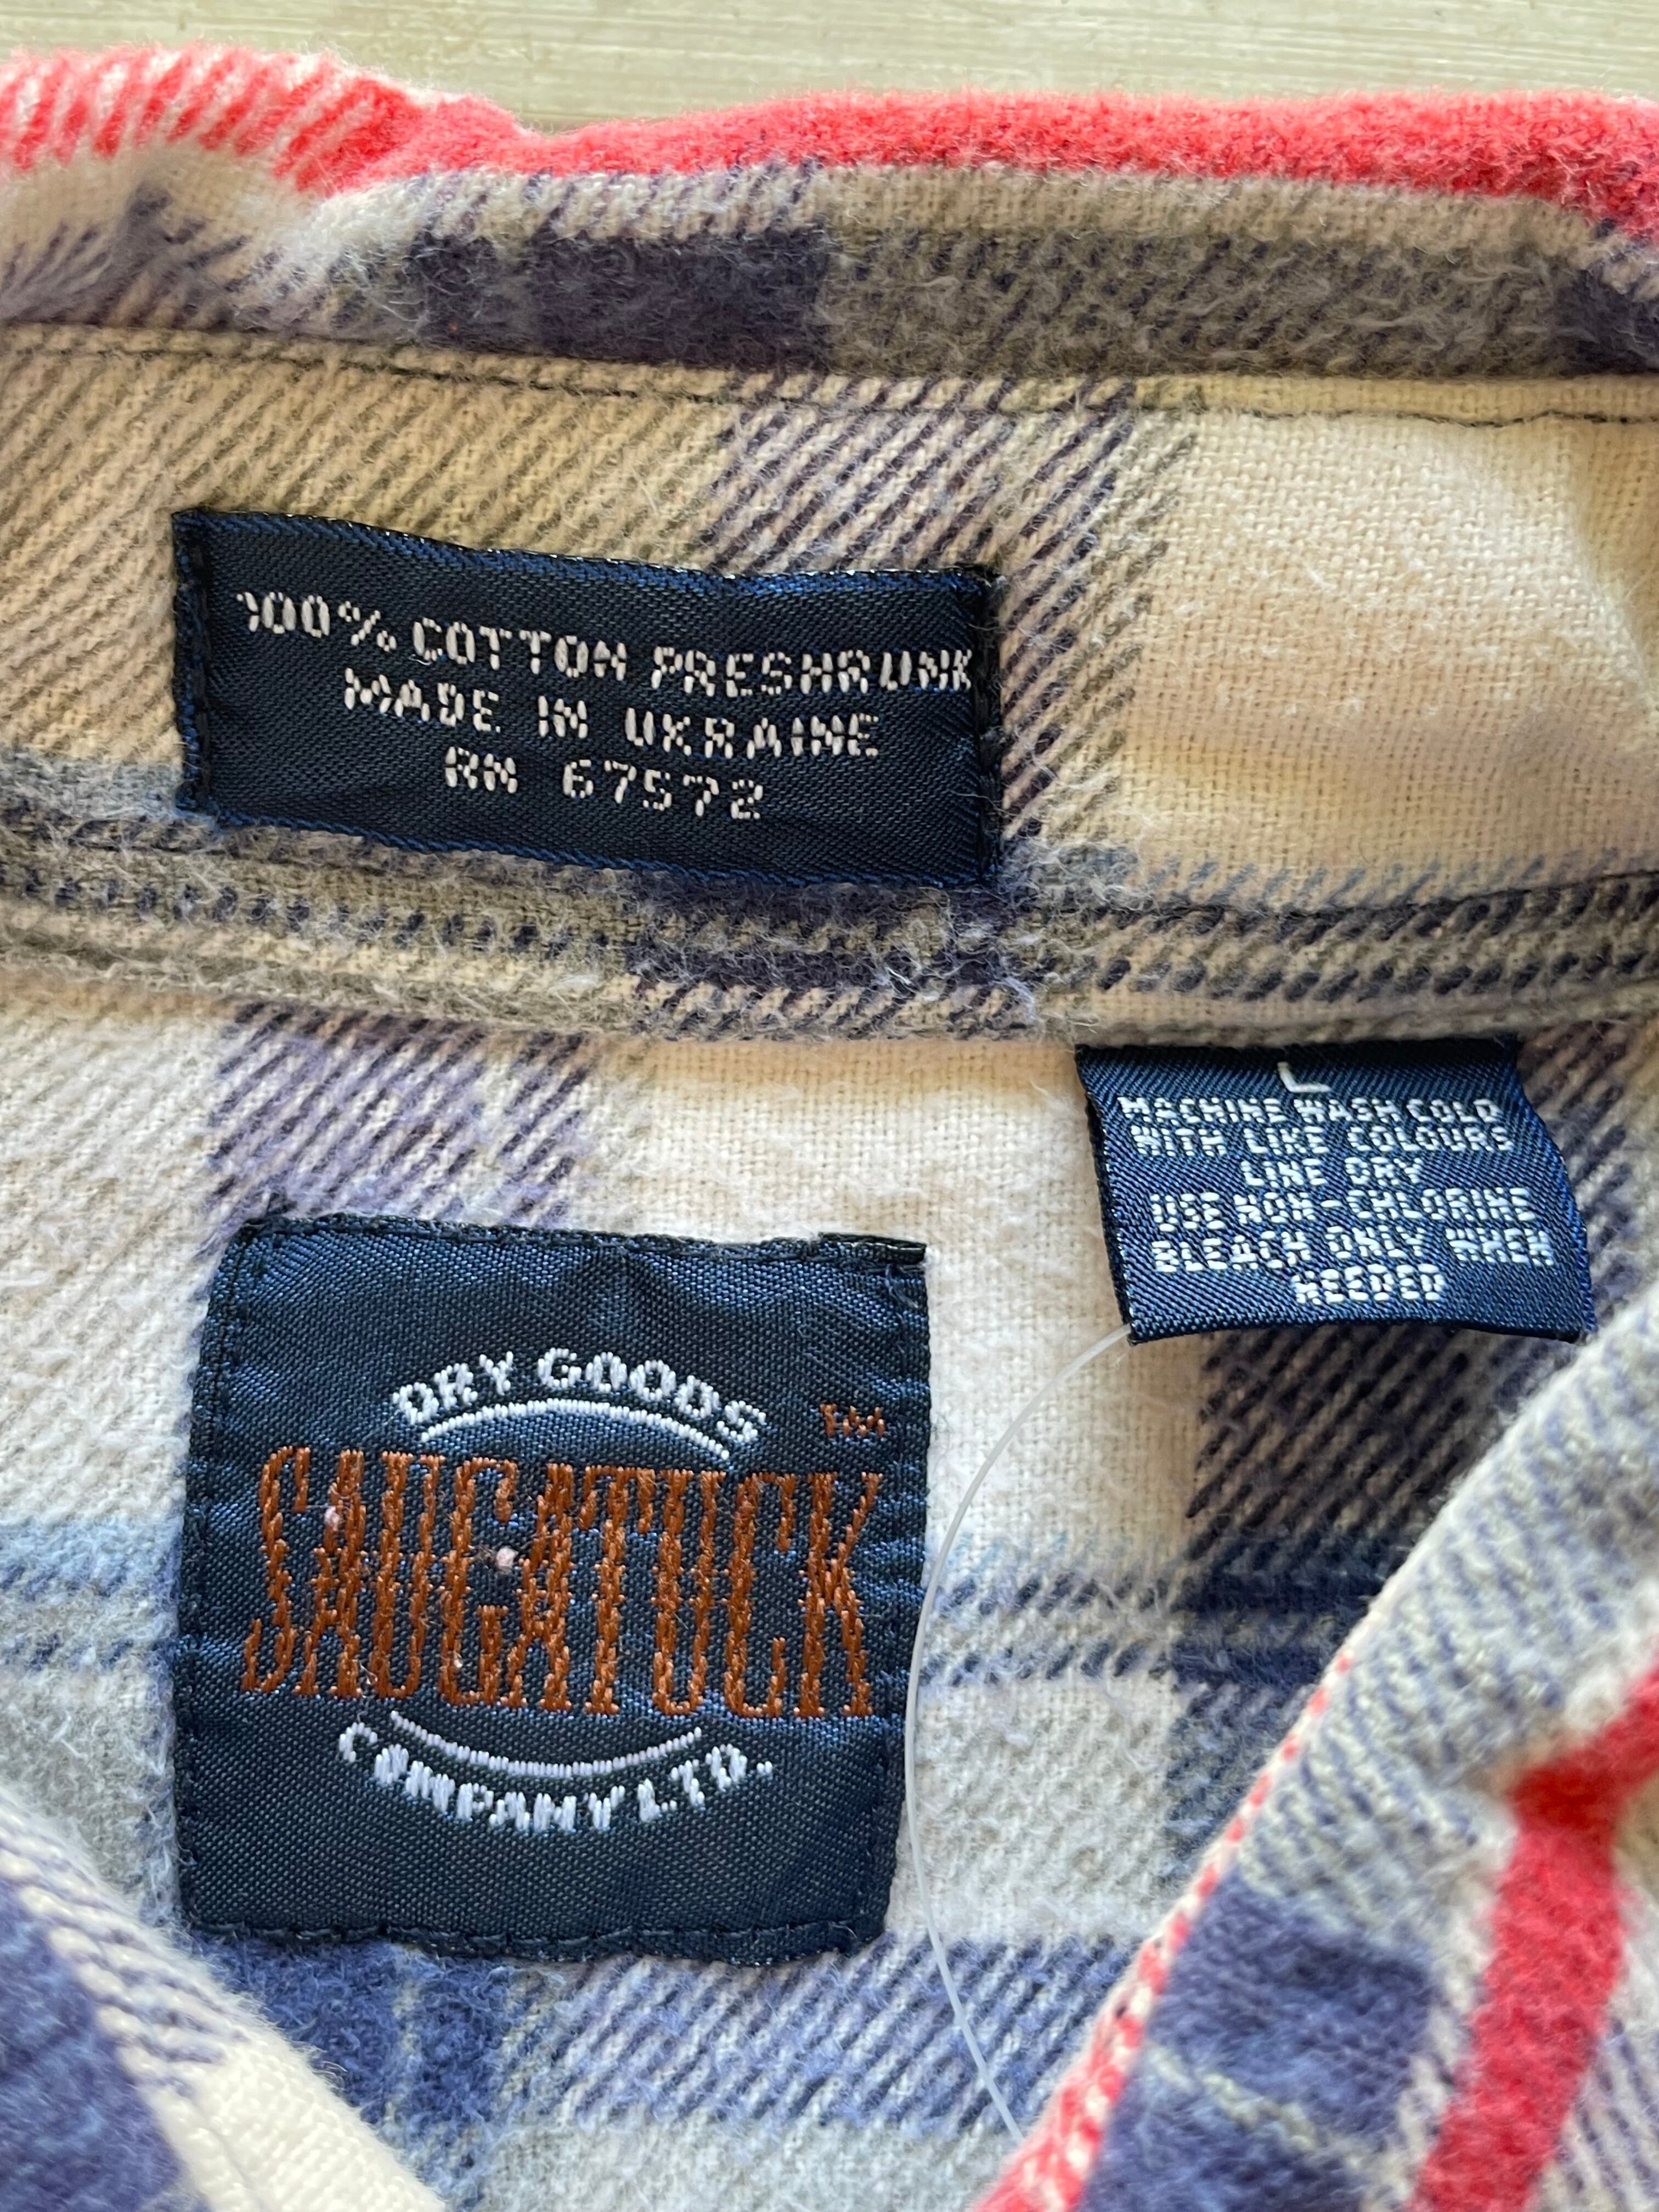 100% COTTON PRESHRUNK
MADE IN UKRAINE
RN 67572
L
MACHINE WASH COLD
WITH LIKE COLOURS
LINE DRY
USE NON-CHLORINE
BLEACH ONLY WHEN
NEEDED
DRY GOODS
SAUGATUCK TM
COMPANY LTD.